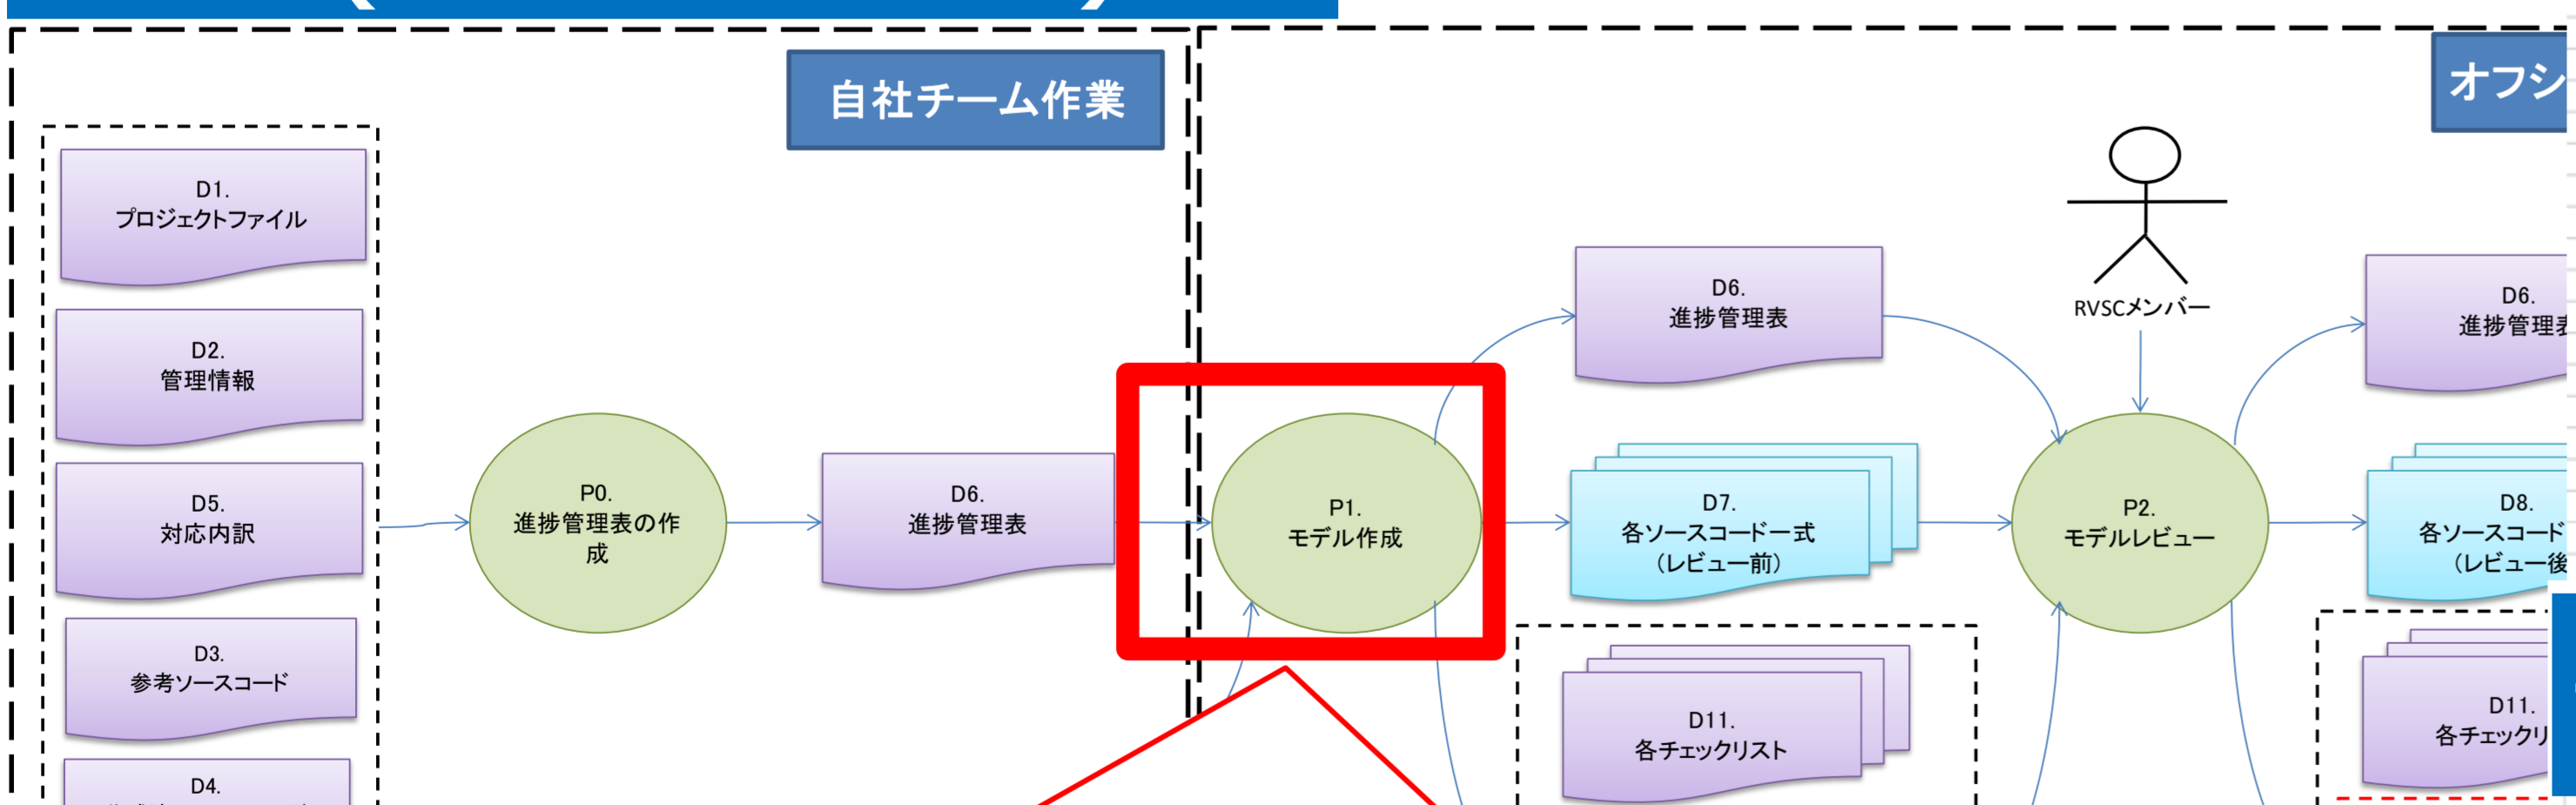 自社チーム作業
オフシ
D1.
プロジェクトファイル
D2.
管理情報
D5.
対応内訳
D3.
参考ソースコード
D4.
P0.
進捗管理表の作
成
D6.
進捗管理表
P1.
モデル作成
D6.
進捗管理表
D7.
各ソースコード一式
（レビュー前）
D11.
各チェックリスト
RVSCメンバー
P2.
モデルレビュー
D6.
進捗管理表
D8.
各ソースコード
（レビュー後
D11.
各チェックリ